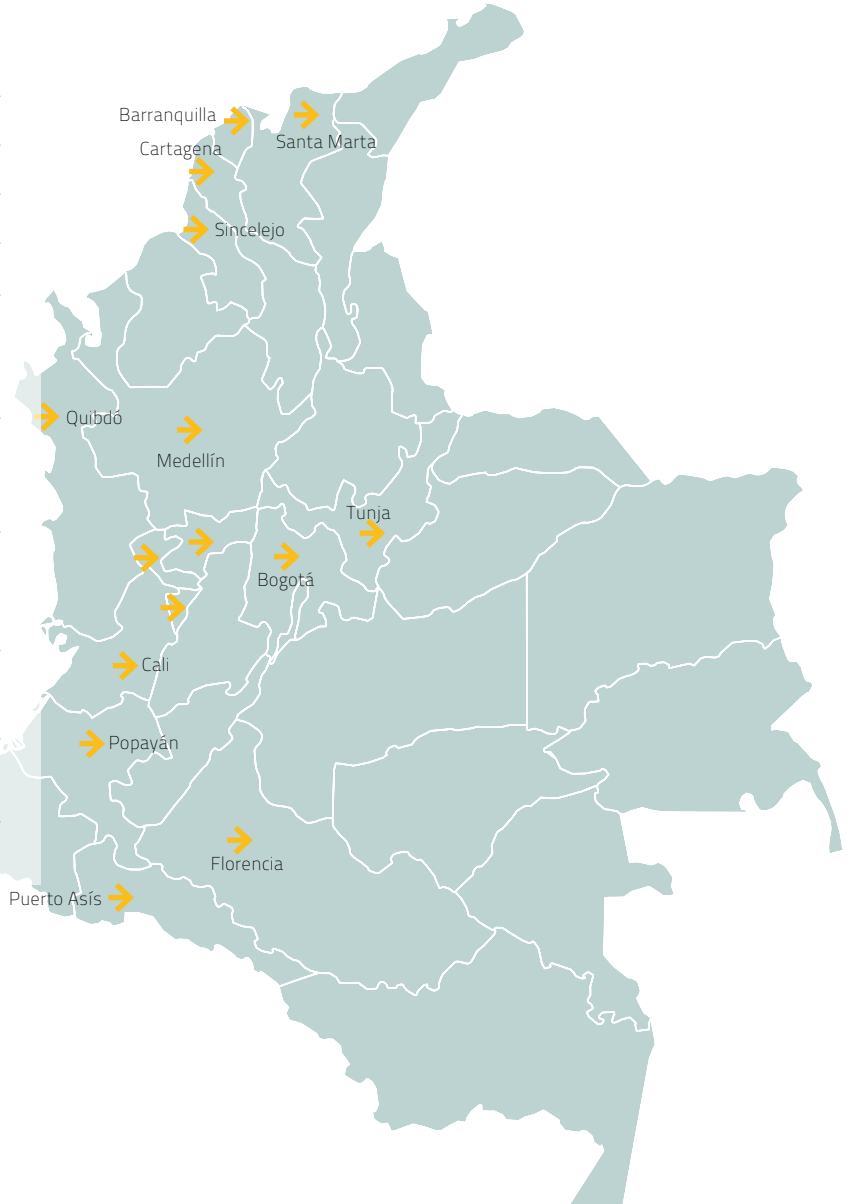 Barranquilla
Santa Marta
Cartagena
Sincelejo
Quibdó
Medellín
Tunja
Bogotá
Cali
Popayán
Florencia
Puerto Asís